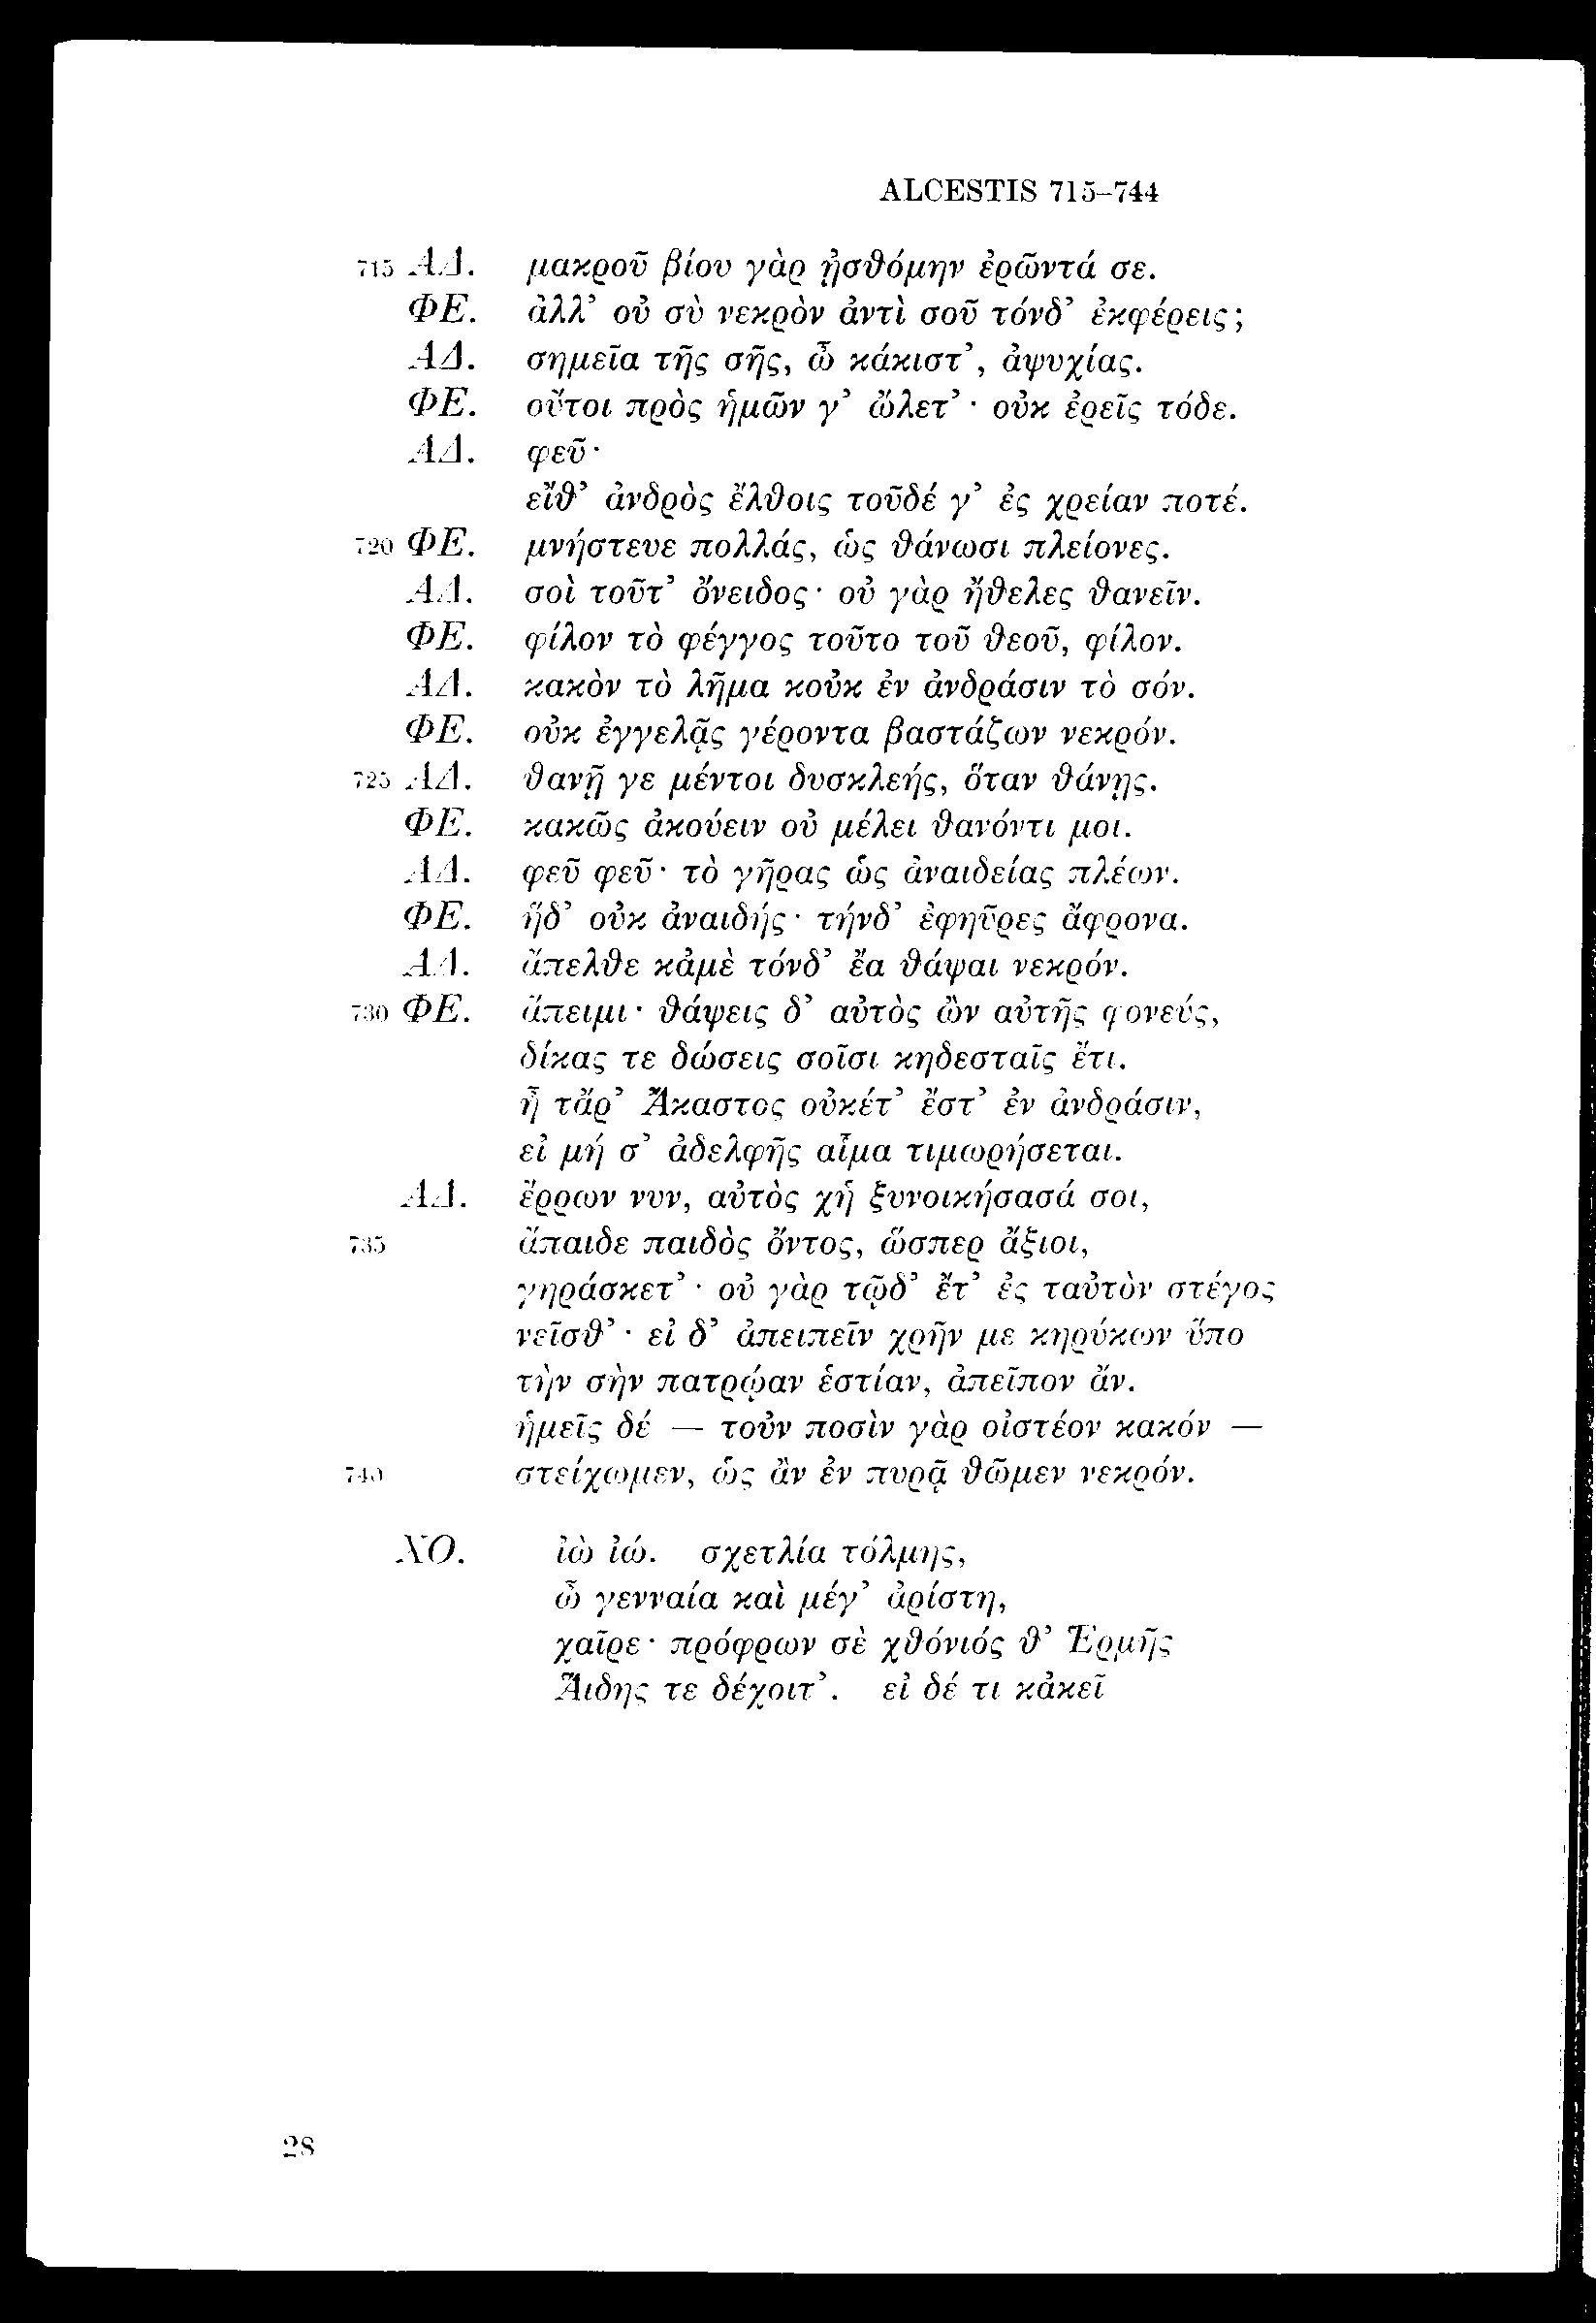 ALCESTIS 715–744
715 ΑΔ. μακροῦ βίου γὰρ ᾐσθόμην ἐρῶντά σε.
ΦΕ. ἀλλ’ οὐ σὺ νεκρὸν ἀντὶ σοῦ τόνδ’ ἐκφέρεις;
ΑΔ. σημεῖα τῆς σῆς, ὦ κάκιστ’, ἀψυχίας.
ΦΕ. οὔτοι πρὸς ἡμῶν γ’ ὤλετ’· οὐκ ἐρεῖς τόδε.
ΑΔ. φεῦ·
εἴθ’ ἀνδρὸς ἔλθοις τοῦδέ γ’ ἐς χρείαν ποτέ.
720 ΦΕ. μνήστευε πολλάς, ὡς θάνωσι πλείονες.
ΑΔ. σοὶ τοῦτ’ ὄνειδος· οὐ γὰρ ἤθελες θανεῖν.
ΦΕ. φίλον τὸ φέγγος τοῦτο τοῦ θεοῦ, φίλον.
ΑΔ. κακὸν τὸ λῆμα κοὐκ ἐν ἀνδράσιν τὸ σόν.
ΦΕ. οὐκ ἐγγελᾷς γέροντα βαστάζων νεκρόν.
725 ΑΔ. θανῇ γε μέντοι δυσκλεής, ὅταν θάνῃς.
ΦΕ. κακῶς ἀκούειν οὐ μέλει θανόντι μοι.
ΑΔ. φεῦ φεῦ· τὸ γῆρας ὡς ἀναιδείας πλέων.
ΦΕ. ἥδ’ οὐκ ἀναιδής· τήνδ’ ἐφηῦρες ἄφρονα.
ΑΔ. ἄπελθε κἀμὲ τόνδ’ ἔα θάψαι νεκρόν.
730 ΦΕ. ἄπειμι· θάψεις δ’ αὐτὸς ὢν αὐτῆς φονεύς,
δίκας τε δώσεις σοῖσι κηδεσταῖς ἔτι.
ἦ τἄρ’ Ἄκαστος οὐκέτ’ ἔστ’ ἐν ἀνδράσιν,
εἰ μή σ’ ἀδελφῆς αἷμα τιμωρήσεται.
ΑΔ. ἔρρων νυν, αὐτὸς χἠ ξυνοικήσασά σοι,
735 ἄπαιδε παιδὸς ὄντος, ὥσπερ ἄξιοι,
γηράσκετ’· οὐ γὰρ τῷδ’ ἔτ’ ἐς ταὐτὸν στέγος
νεῖσθ’· εἰ δ’ ἀπειπεῖν χρῆν με κηρύκων ὕπο
τὴν σὴν πατρῴαν ἑστίαν, ἀπεῖπον ἄν.
ἡμεῖς δέ — τοὐν ποσὶν γὰρ οἰστέον κακόν —
740 στείχωμεν, ὡς ἂν ἐν πυρᾷ θῶμεν νεκρόν.
ΧΟ. ἰὼ ἰώ. σχετλία τόλμης,
ὦ γενναία καὶ μέγ’ ἀρίστη,
χαῖρε· πρόφρων σὲ χθόνιός θ’ Ἑρμῆς
Ἅιδης τε δέχοιτ’. εἰ δέ τι κἀκεῖ
28